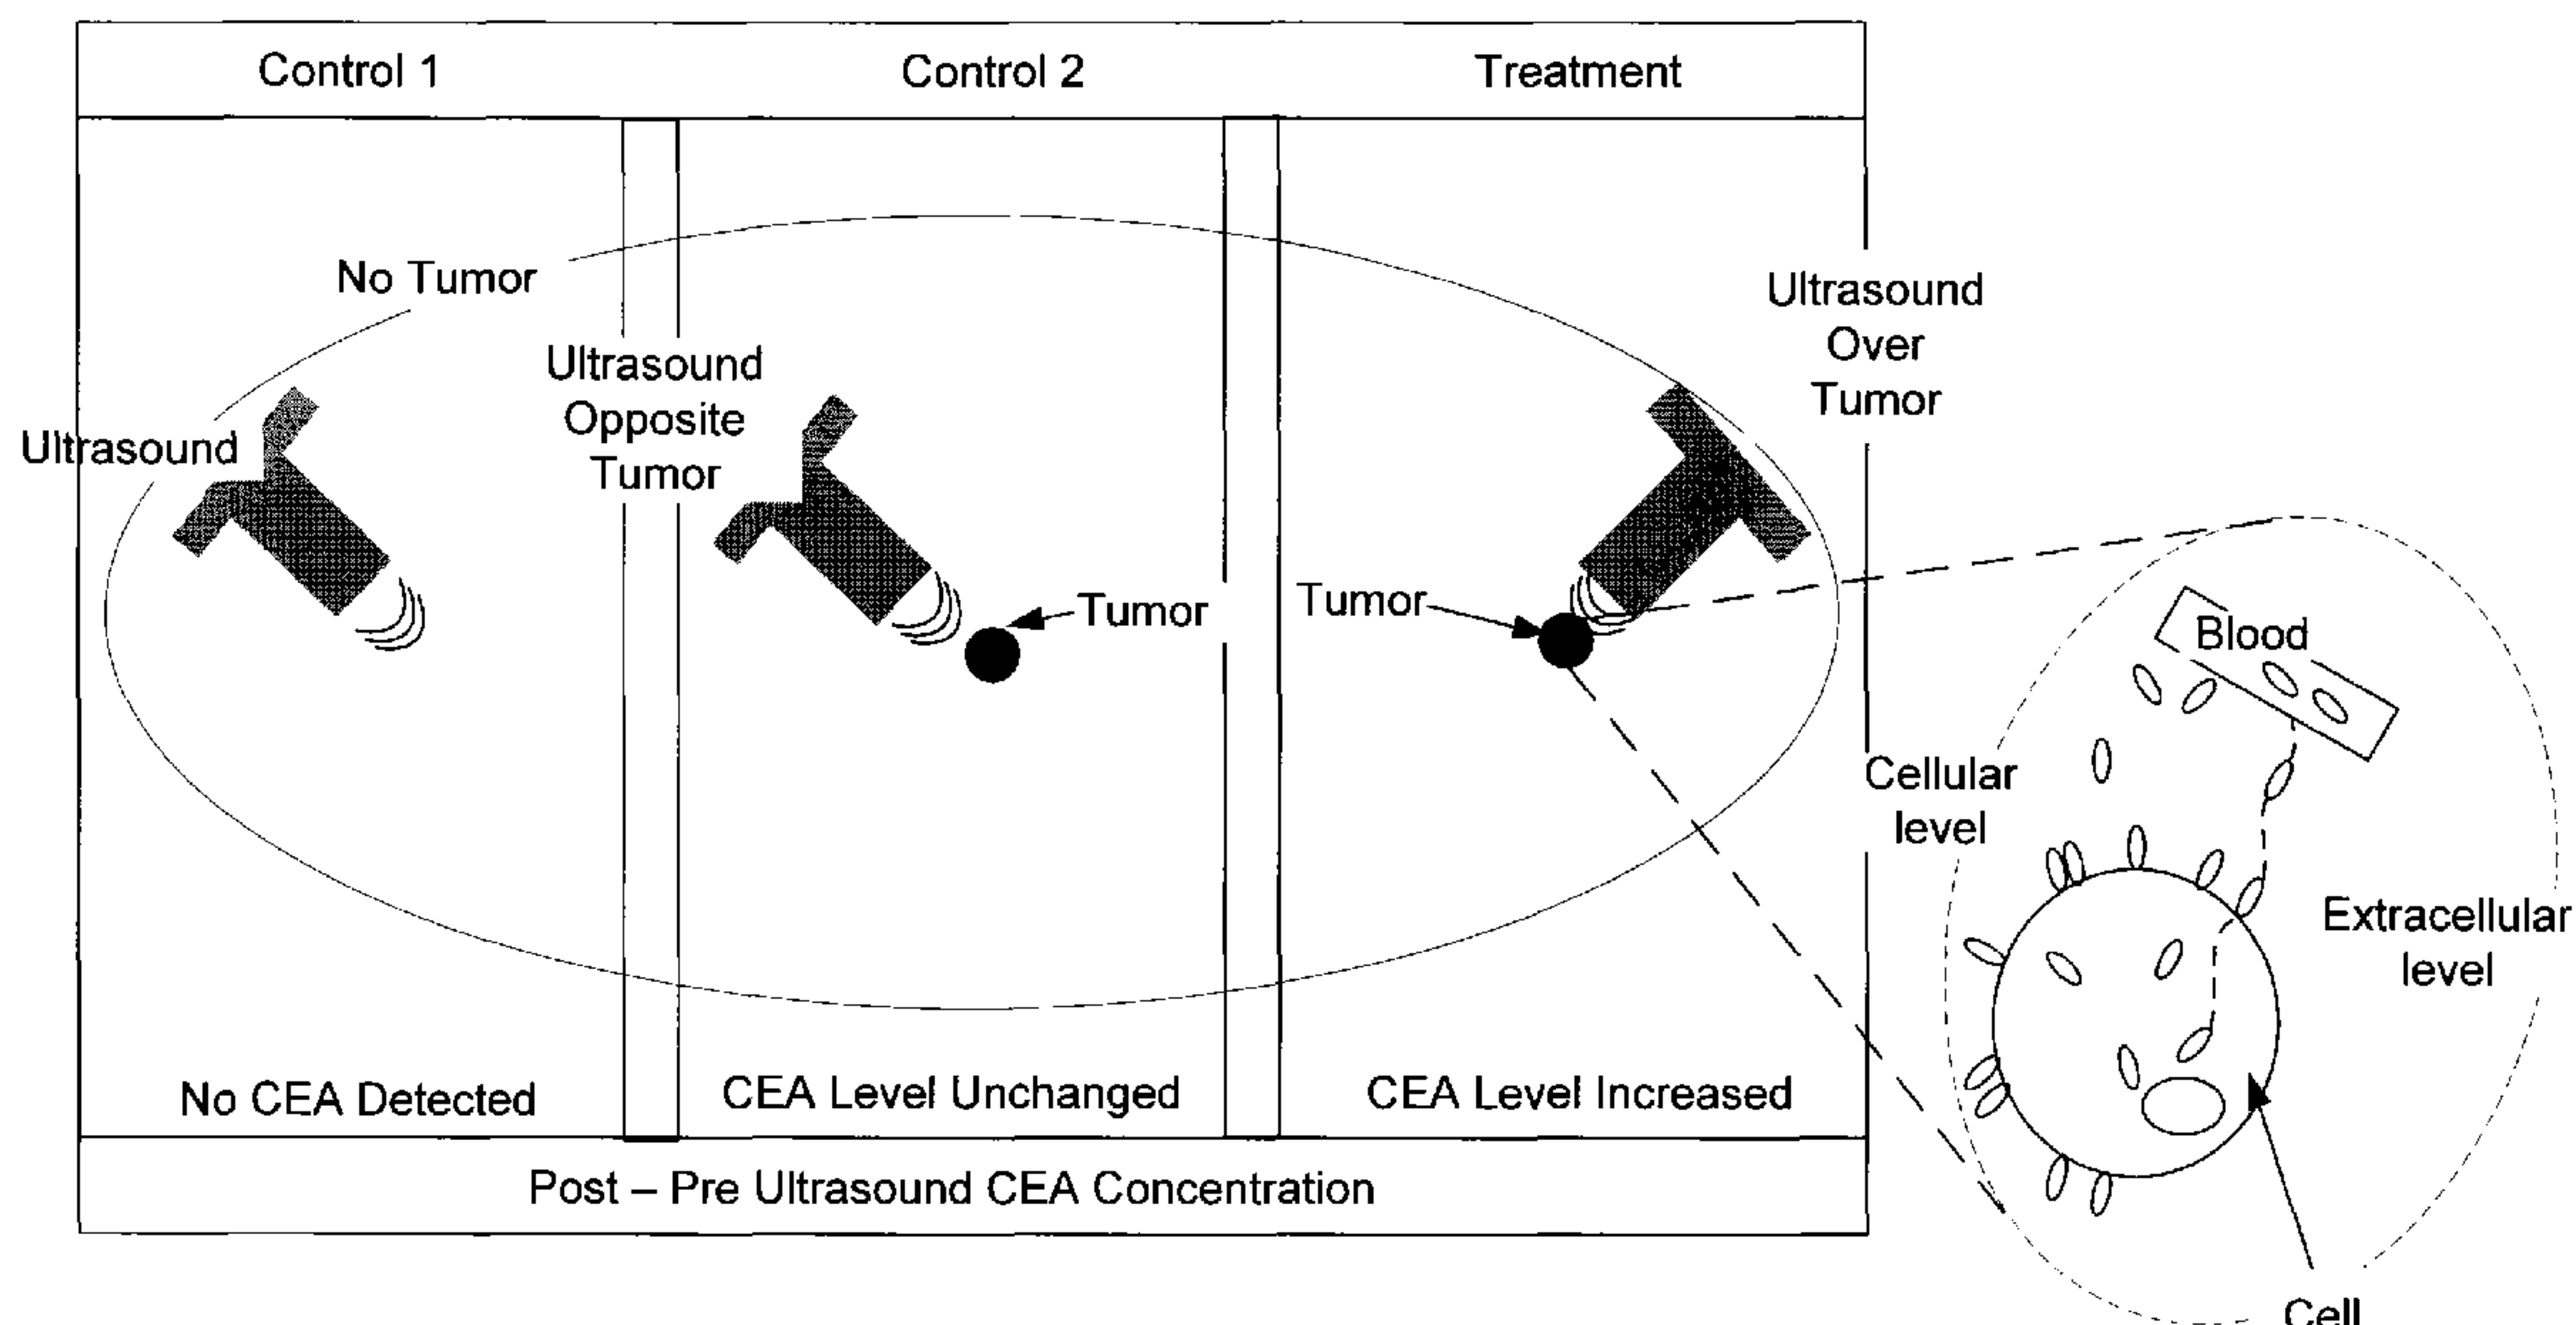 Control 1
Control 2
Treatment
No Tumor
Ultrasound
Ultrasound
Opposite
Tumor
Tumor
Tumor
Ultrasound
Over
Tumor
Blood
Cellular
level
Extracellular
level
Cell
No CEA Detected
CEA Level Unchanged
CEA Level Increased
Post – Pre Ultrasound CEA Concentration